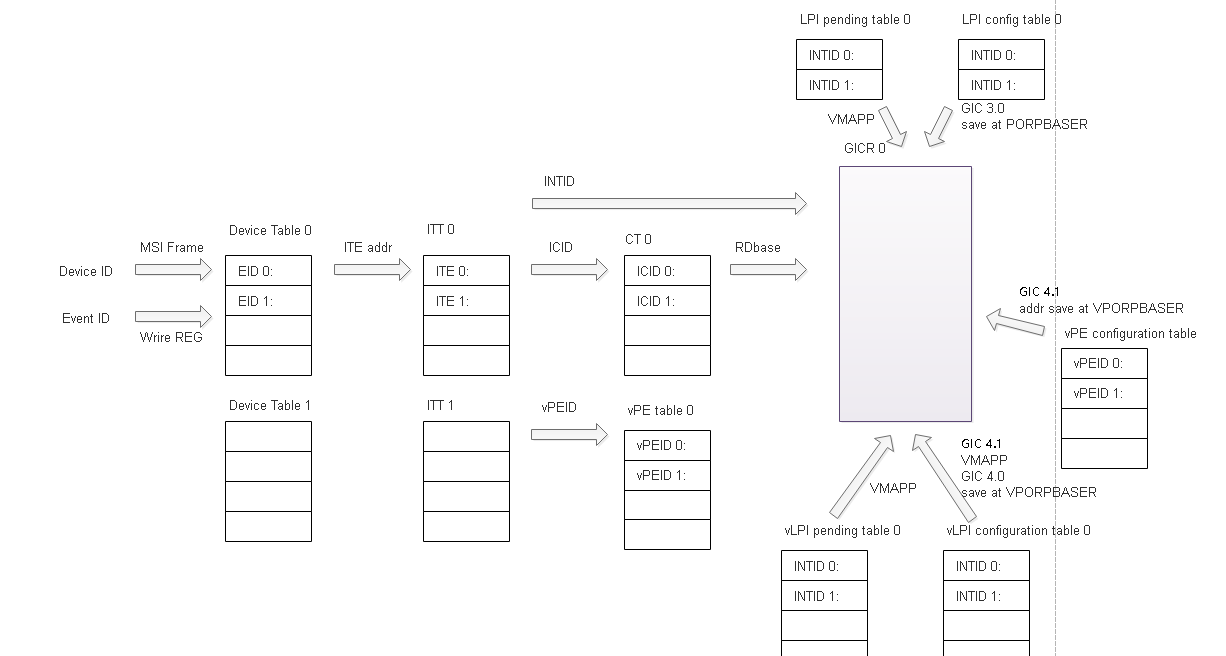 LPI pending table 0
LPI config table 0
INTID 0:
INTID 0:
INTID 1:
INTID 1:
VMAPP
GIC 3.0
save at PORPBASER
GICR 0
INTID
Device Table 0
ITT 0
CT 0
MSI Frame
ITE addr
ICID
RDbase
Device ID
EID 0:
ITE 0:
ICID 0:
EID 1:
ITE 1:
ICID 1:
Event ID
Wrire REG
GIC 4.1
addr save at VPORPBASER
vPE configuration table
vPEID 0:
vPEID 1:
Device Table 1
ITT 1
vPEID
vPE table 0
vPEID 0:
vPEID 1:
GIC 4.1
VMAPP
GIC 4.0
save at VPORPBASER
VMAPP
vLPI pending table 0
vLPI configuration table 0
INTID 0:
INTID 0:
INTID 1:
INTID 1: